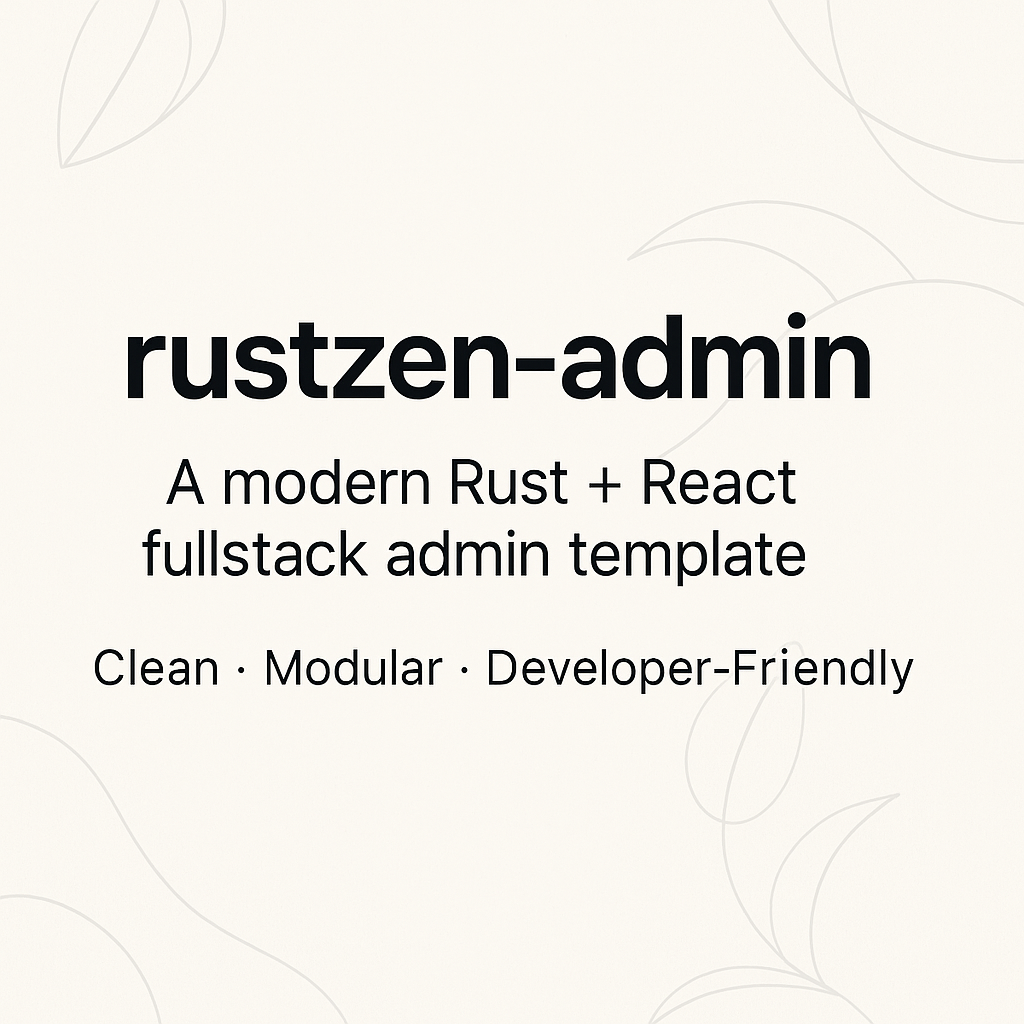 rustzen-admin
A modern Rust + React
fullstack admin template
Clean · Modular · Developer-Friendly